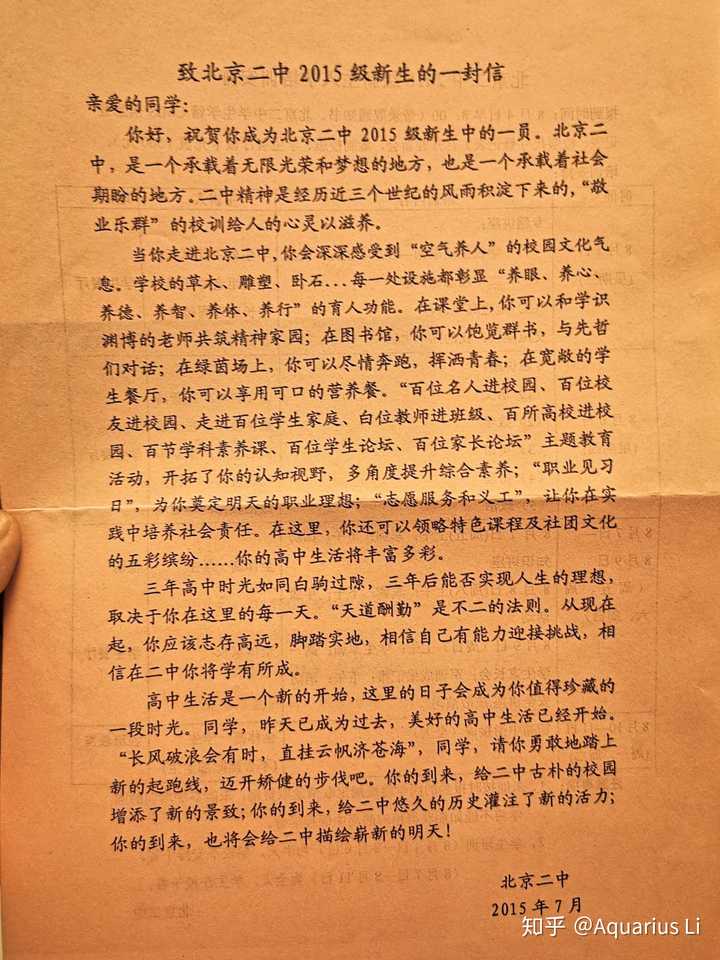 致北京二中 2015 级新生的一封信
亲爱的同学：
你好，祝贺你成为北京二中 2015 级新生中的一员。北京二
中，是一个承载着无限光荣和梦想的地方，也是一个承载着社会
期盼的地方。二中精神是经历近三个世纪的风雨积淀下来的，“敬
业乐群”的校训给人的心灵以滋养。
当你走进北京二中，你会深深感受到“空气养人”的校园文化气
息。学校的草木、雕塑、卧石...每一处设施都彰显“养眼、养心、
养德、养智、养体、养行”的育人功能。在课堂上，你可以和学识
渊博的老师共筑精神家园；在图书馆，你可以饱览群书，与先哲
们对话；在绿茵场上，你可以尽情奔跑，挥洒青春；在宽敞的学
生餐厅，你可以享用可口的营养餐。“百位名人进校园、百位校
友进校园、走进百位学生家庭、白位教师进班级、百所高校进校
园、百节学科素养课、百位学生论坛、百位家长论坛”主题教育
活动，开拓了你的认知视野，多角度提升综合素养；“职业见习
日”，为你奠定明天的职业理想；“志愿服务和义工”，让你在实
践中培养社会责任。在这里，你还可以领略特色课程及社团文化
的五彩缤纷......你的高中生活将丰富多彩。
三年高中时光如同白驹过隙，三年后能否实现人生的理想，
取决于你在这里的每一天。“天道酬勤”是不二的法则。从现在
起，你应该志存高远，脚踏实地，相信自己有能力迎接挑战，相
信在二中你将学有所成。
高中生活是一个新的开始，这里的日子会成为你值得珍藏的
一段时光。同学，昨天已成为过去，美好的高中生活已经开始。
“长风破浪会有时，直挂云帆济苍海”，同学，请你勇敢地踏上
新的起跑线，迈开矫健的步伐吧。你的到来，给二中古朴的校园
增添了新的景致；你的到来，给二中悠久的历史灌注了新的活力；
你的到来，也将会给二中描绘崭新的明天！
北京二中
2015 年 7 月
知乎 @Aquarius Li